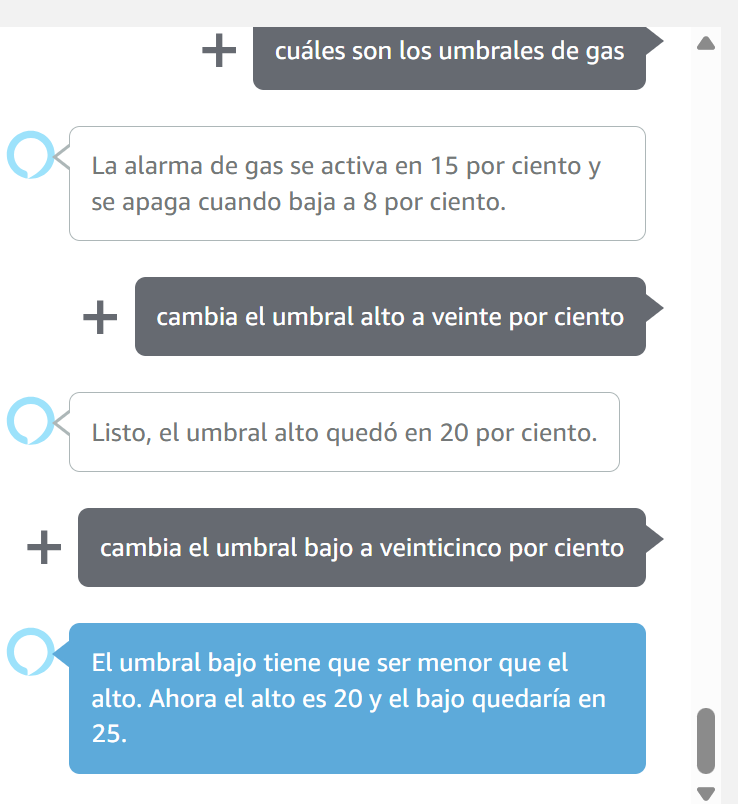 cuáles son los umbrales de gas
La alarma de gas se activa en 15 por ciento y
se apaga cuando baja a 8 por ciento.
cambia el umbral alto a veinte por ciento
Listo, el umbral alto quedó en 20 por ciento.
cambia el umbral bajo a veinticinco por ciento
El umbral bajo tiene que ser menor que el
alto. Ahora el alto es 20 y el bajo quedaría en
25.